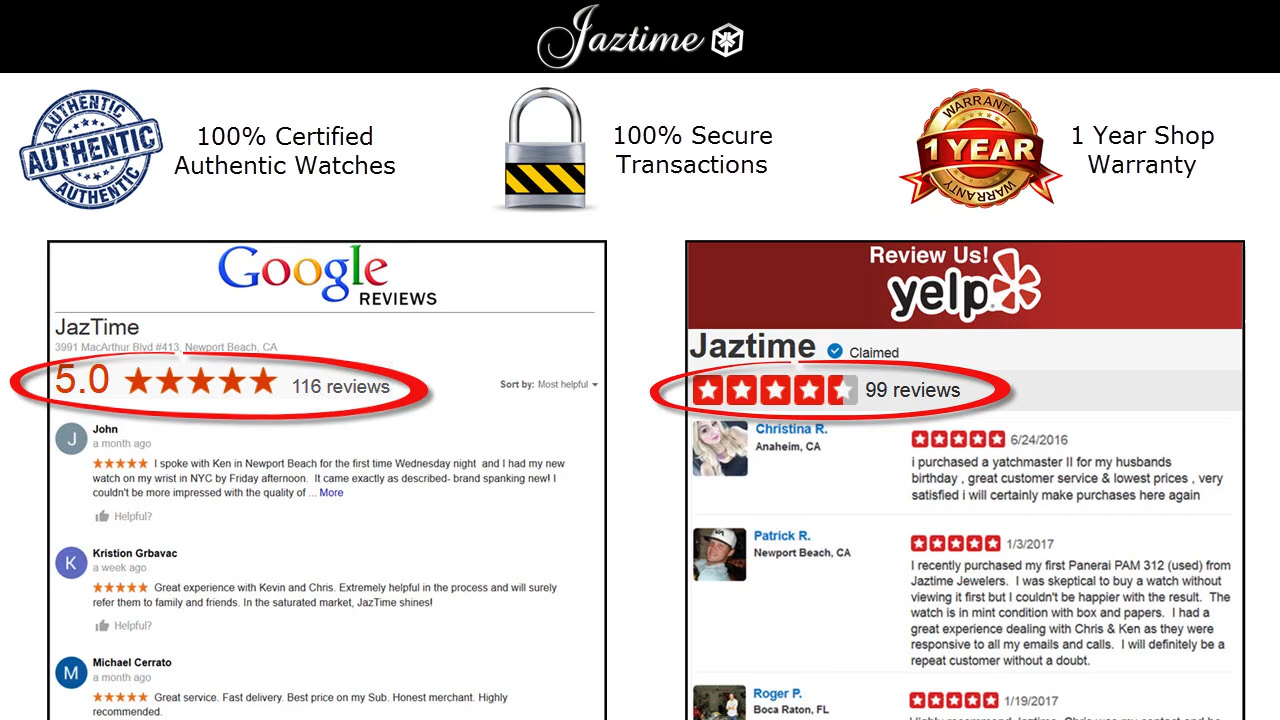 Jaztime
AUTHENTIC
AUTHENTIC
AUTHENTIC
100% Certified
Authentic Watches
100% Secure
Transactions
WARRANTY
1 YEAR
WARRANTY
1 Year Shop
Warranty
Google
REVIEWS
JazTime
3991 MacArthur Blvd #413, Newport Beach, CA
5.0
116 reviews
Sort by: Most helpful
J
John
a month ago
I spoke with Ken in Newport Beach for the first time Wednesday night and I had my new
watch on my wrist in NYC by Friday afternoon. It came exactly as described- brand spanking new! I
couldn't be more impressed with the quality of ... More
Helpful?
K
Kristion Grbavac
a week ago
Great experience with Kevin and Chris. Extremely helpful in the process and will surely
refer them to family and friends. In the saturated market, JazTime shines!
Helpful?
M
Michael Cerrato
a month ago
Great service. Fast delivery. Best price on my Sub. Honest merchant. Highly
recommended.
Review Us!
yelp
Jaztime
Claimed
99 reviews
Christina R.
Anaheim, CA
6/24/2016
i purchased a yatchmaster II for my husbands
birthday , great customer service & lowest prices , very
satisfied i will certainly make purchases here again
Patrick R.
Newport Beach, CA
1/3/2017
I recently purchased my first Panerai PAM 312 (used) from
Jaztime Jewelers. I was skeptical to buy a watch without
viewing it first but I couldn't be happier with the result. The
watch is in mint condition with box and papers. I had a
great experience dealing with Chris & Ken as they were
responsive to all my emails and calls. I will definitely be a
repeat customer without a doubt.
Roger P.
Boca Raton, FL
1/19/2017